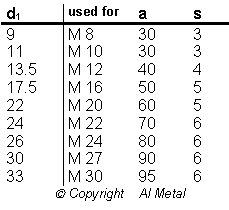 d1 used for a s
9 M 8 30 3
11 M 10 30 3
13.5 M 12 40 4
17.5 M 16 50 5
22 M 20 60 5
24 M 22 70 6
26 M 24 80 6
30 M 27 90 6
33 M 30 95 6
© Copyright Al Metal